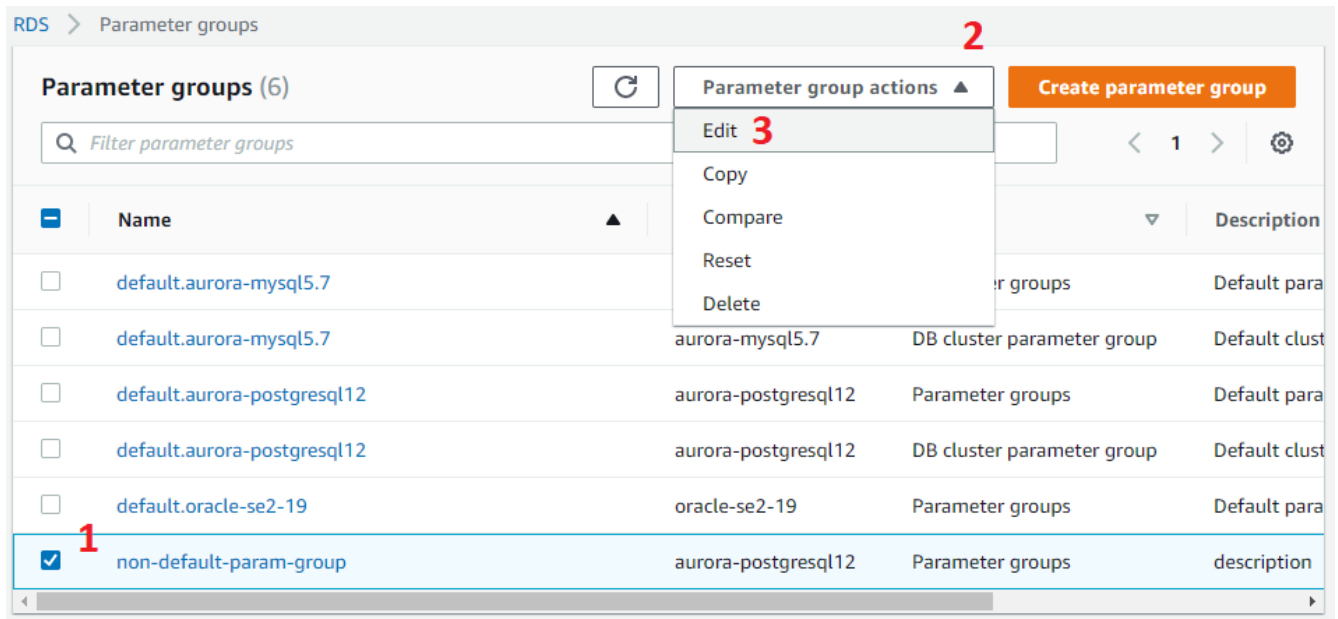 RDS > Parameter groups
2
Parameter groups (6) Parameter group actions Create parameter group
Filter parameter groups Edit 3 1
Copy
Name Compare Description
Reset
default.aurora-mysql5.7 er groups Default para
Delete
default.aurora-mysql5.7 aurora-mysql5.7 DB cluster parameter group Default clust
default.aurora-postgresql12 aurora-postgresql12 Parameter groups Default para
default.aurora-postgresql12 aurora-postgresql12 DB cluster parameter group Default clust
default.oracle-se2-19 oracle-se2-19 Parameter groups Default para
1
non-default-param-group aurora-postgresql12 Parameter groups description